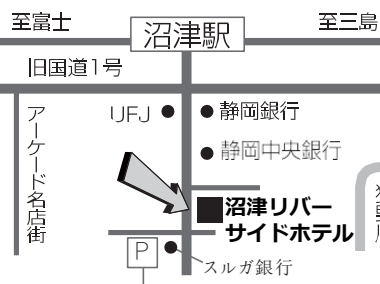 至富士
沼津駅
至三島
旧国道1号
アーケード名店街
UFJ
静岡銀行
静岡中央銀行
沼津リバー
サイドホテル
P
スルガ銀行